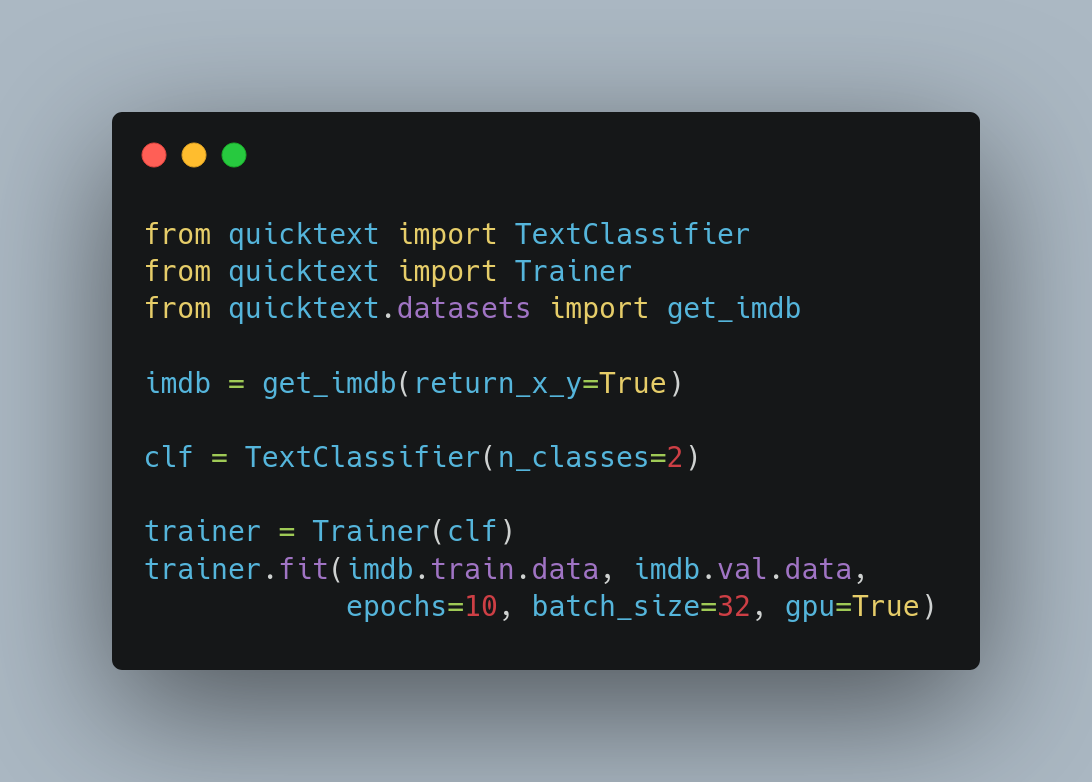 from quicktext import TextClassifier
from quicktext import Trainer
from quicktext.datasets import get_imdb
imdb = get_imdb(return_x_y=True)
clf = TextClassifier(n_classes=2)
trainer = Trainer(clf)
trainer.fit(imdb.train.data, imdb.val.data,
            epochs=10, batch_size=32, gpu=True)